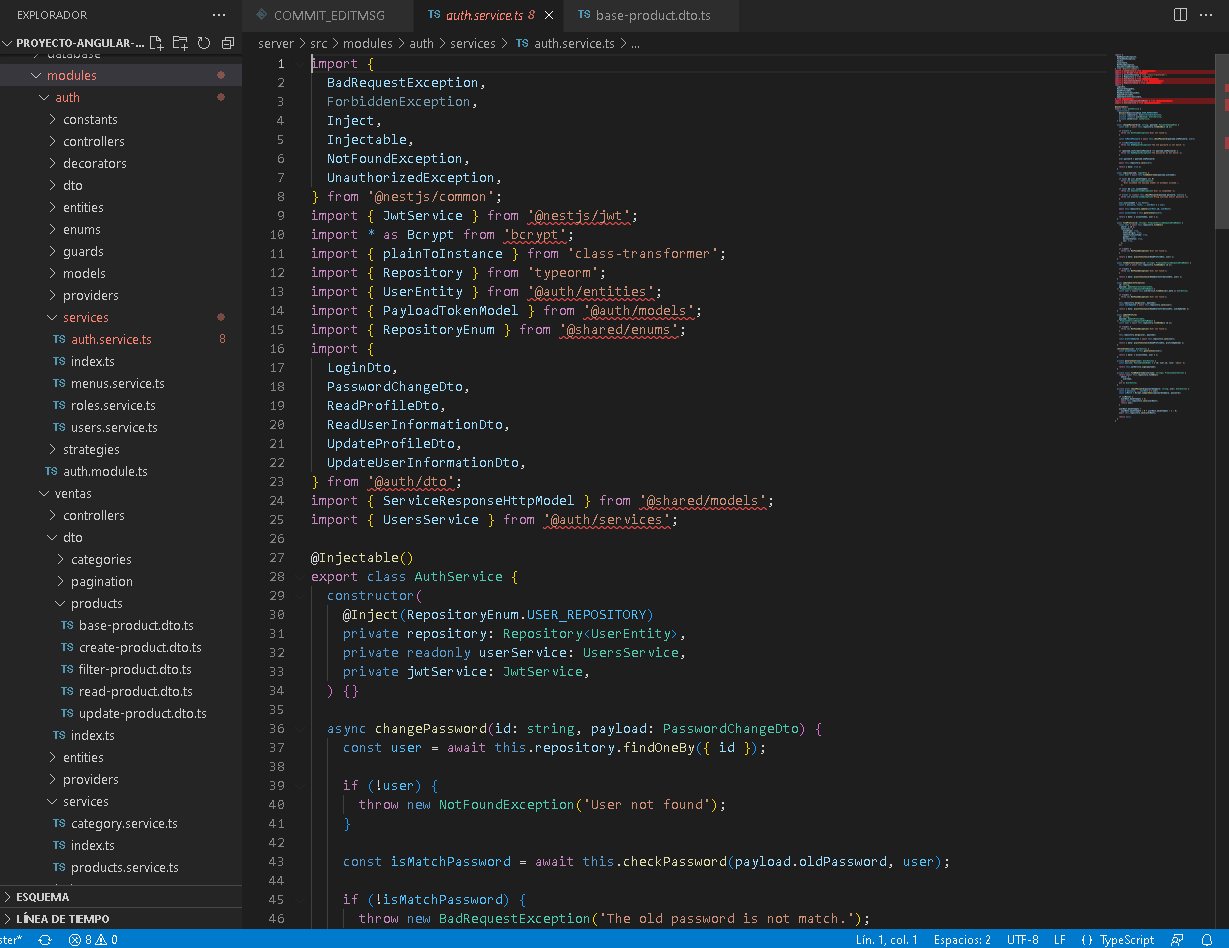 EXPLORADOR
COMMIT_EDITMSG
TS auth.service.ts 8
TS base-product.dto.ts
PROYECTO-ANGULAR-...
server > src > modules > auth > services > TS auth.service.ts > ...
database
modules
auth
constants
controllers
decorators
dto
entities
enums
guards
models
providers
services
TS auth.service.ts 8
TS index.ts
TS menus.service.ts
TS roles.service.ts
TS users.service.ts
strategies
TS auth.module.ts
ventas
controllers
dto
categories
pagination
products
TS base-product.dto.ts
TS create-product.dto.ts
TS filter-product.dto.ts
TS read-product.dto.ts
TS update-product.dto.ts
TS index.ts
entities
providers
services
TS category.service.ts
TS index.ts
TS products.service.ts
ESQUEMA
LÍNEA DE TIEMPO
1 import {
2 BadRequestException,
3 ForbiddenException,
4 Inject,
5 Injectable,
6 NotFoundException,
7 UnauthorizedException,
8 } from '@nestjs/common';
9 import { JwtService } from '@nestjs/jwt';
10 import * as Bcrypt from 'bcrypt';
11 import { plainToInstance } from 'class-transformer';
12 import { Repository } from 'typeorm';
13 import { UserEntity } from '@auth/entities';
14 import { PayloadTokenModel } from '@auth/models';
15 import { RepositoryEnum } from '@shared/enums';
16 import {
17 LoginDto,
18 PasswordChangeDto,
19 ReadProfileDto,
20 ReadUserInformationDto,
21 UpdateProfileDto,
22 UpdateUserInformationDto,
23 } from '@auth/dto';
24 import { ServiceResponseHttpModel } from '@shared/models';
25 import { UsersService } from '@auth/services';
26
27 @Injectable()
28 export class AuthService {
29 constructor(
30 @Inject(RepositoryEnum.USER_REPOSITORY)
31 private repository: Repository<UserEntity>,
32 private readonly userService: UsersService,
33 private jwtService: JwtService,
34 ) {}
35
36 async changePassword(id: string, payload: PasswordChangeDto) {
37 const user = await this.repository.findOneBy({ id });
38
39 if (!user) {
40 throw new NotFoundException('User not found');
41 }
42
43 const isMatchPassword = await this.checkPassword(payload.oldPassword, user);
44
45 if (!isMatchPassword) {
46 throw new BadRequestException('The old password is not match.');
ster* 8 0
Lín. 1, col. 1 Espacios: 2 UTF-8 LF {} TypeScript